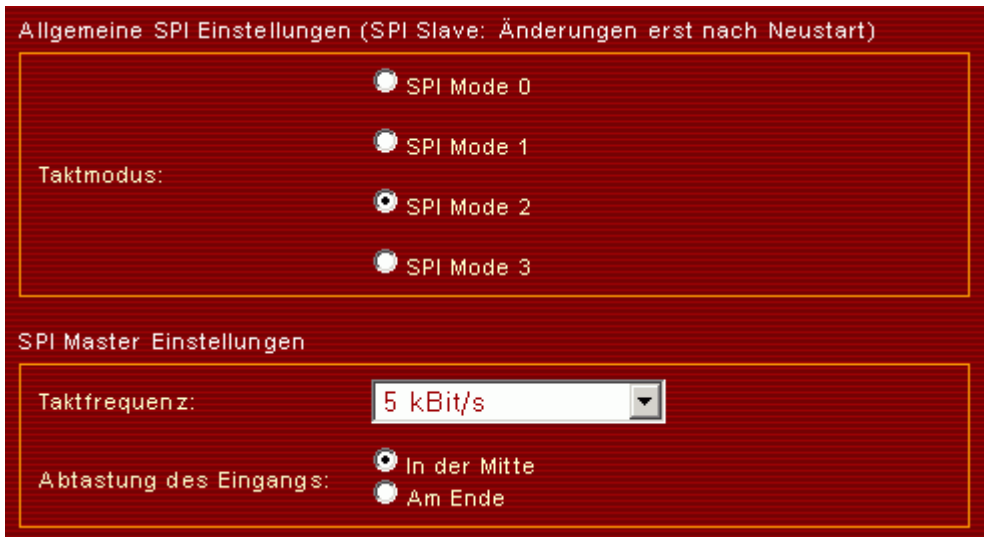 Allgemeine SPI Einstellungen (SPI Slave: Änderungen erst nach Neustart)
Taktmodus:
SPI Mode 0
SPI Mode 1
SPI Mode 2
SPI Mode 3
SPI Master Einstellungen
Taktfrequenz:
5 kBit/s
Abtastung des Eingangs:
In der Mitte
Am Ende